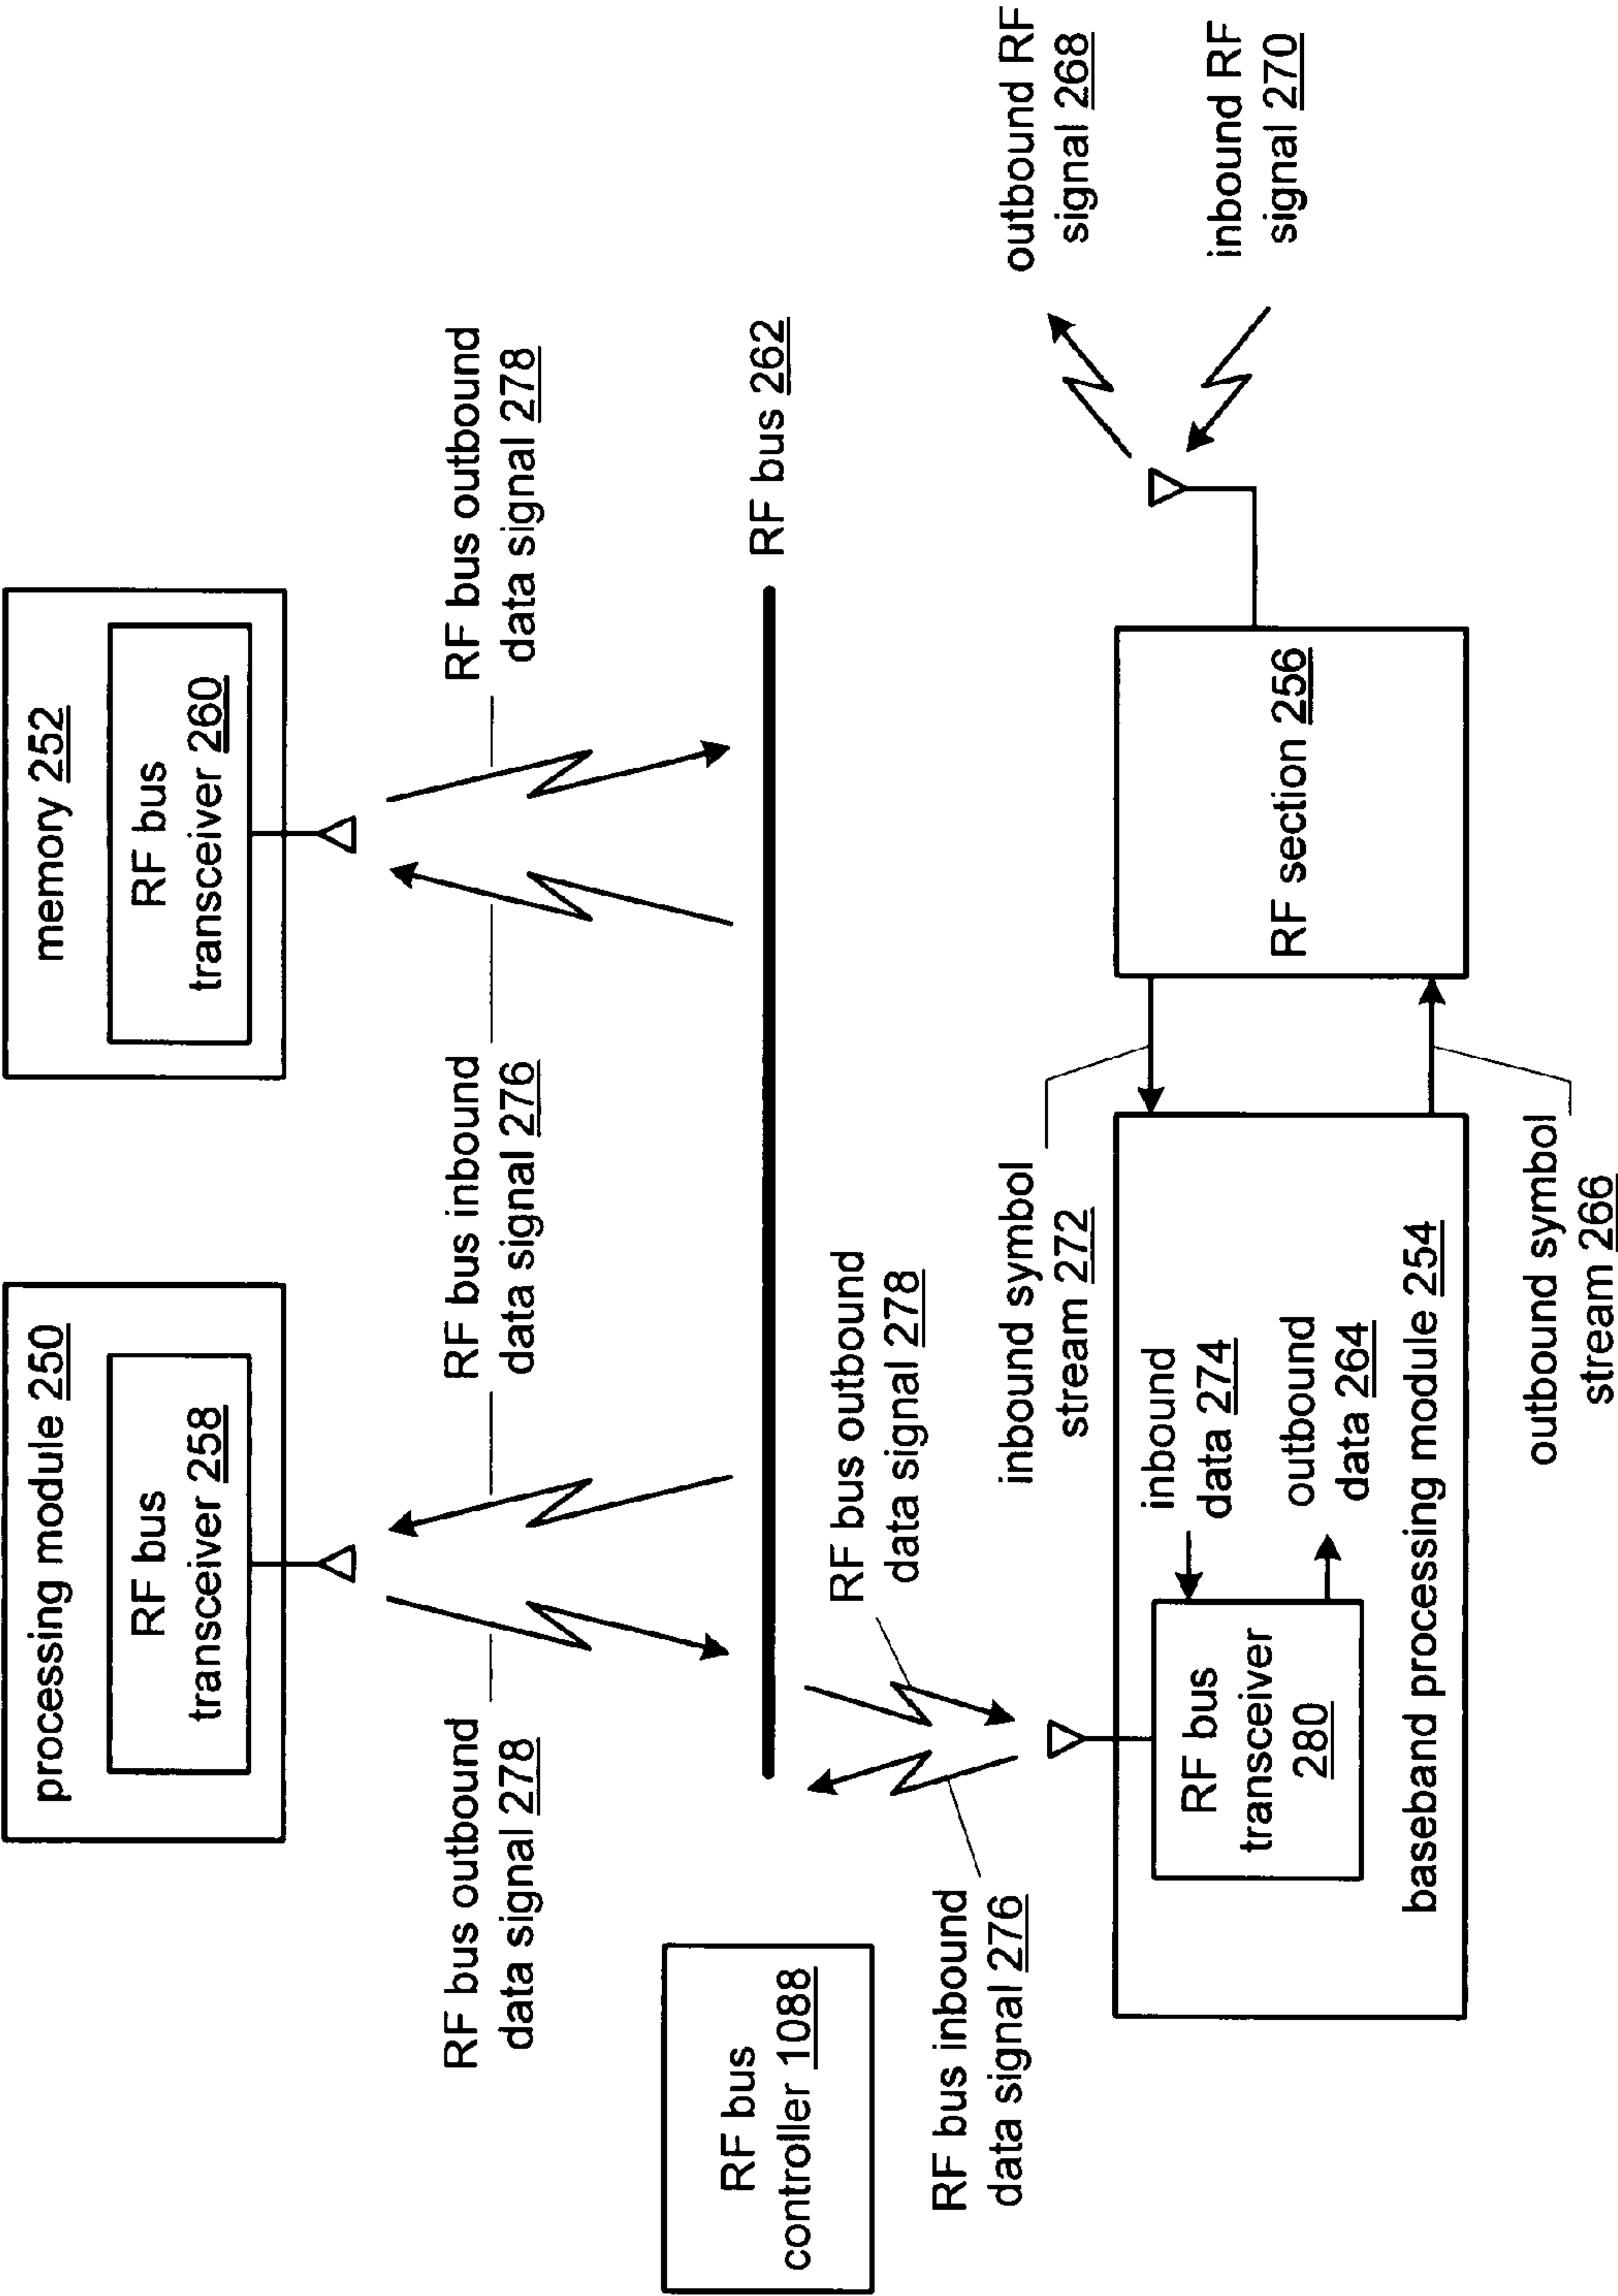 processing module 250
RF bus
transceiver 258
memory 252
RF bus
transceiver 260
RF bus outbound
data signal 278
RF bus inbound
data signal 276
RF bus outbound
data signal 278
RF bus
controller 1088
RF bus 262
RF bus inbound
data signal 276
RF bus outbound
data signal 278
inbound symbol
stream 272
outbound RF
signal 268
inbound RF
signal 270
RF bus
transceiver
280
inbound
data 274
outbound
data 264
baseband processing module 254
RF section 256
outbound symbol
stream 266